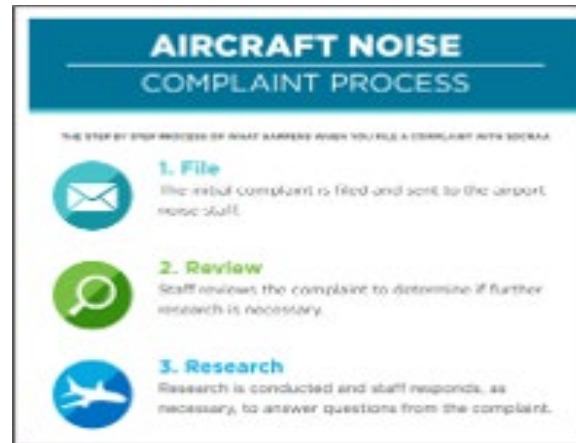 AIRCRAFT NOISE
COMPLAINT PROCESS
THE STEP BY STEP PROCESS OF WHAT HAPPENS WHEN YOU FILE A COMPLAINT WITH SDCRAA
1. File
The initial complaint is filed and sent to the airport
noise staff.
2. Review
Staff reviews the complaint to determine if further
research is necessary.
3. Research
Research is conducted and staff responds, as
necessary, to answer questions from the complaint.